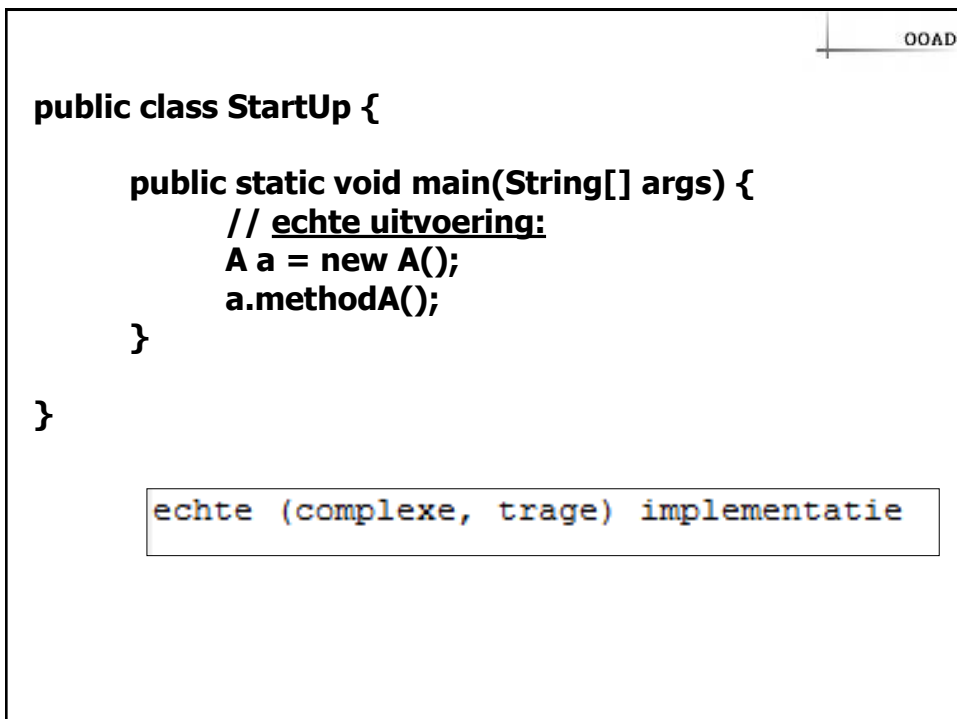 OOAD
public class StartUp {
public static void main(String[] args) {
// echte uitvoering:
A a = new A();
a.methodA();
}
}
echte (complexe, trage) implementatie